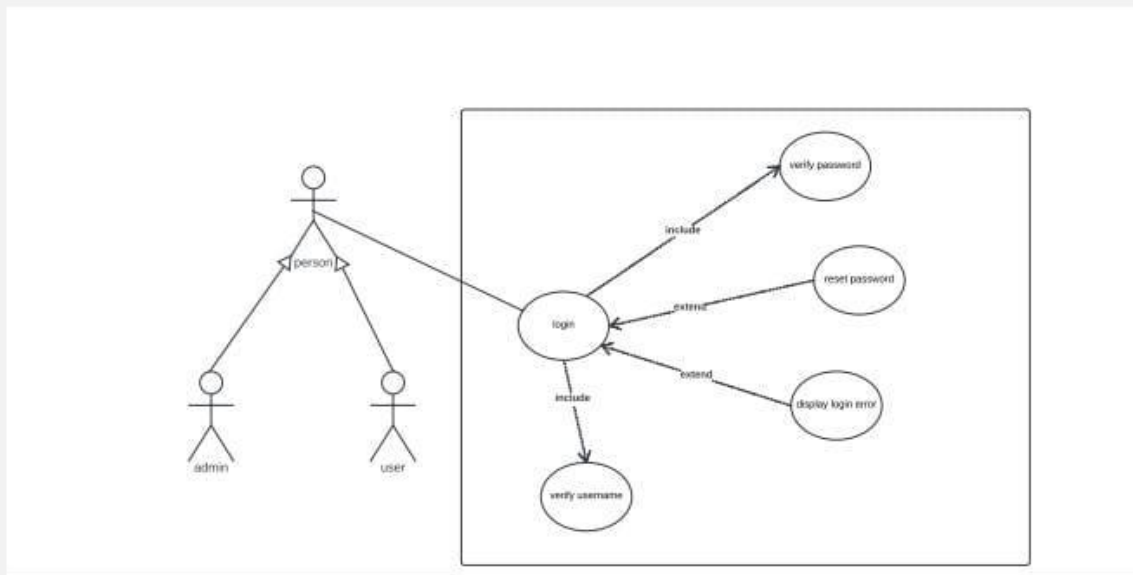 verify password
include
person
reset password
extend
login
extend
include
display login error
admin
user
verify username